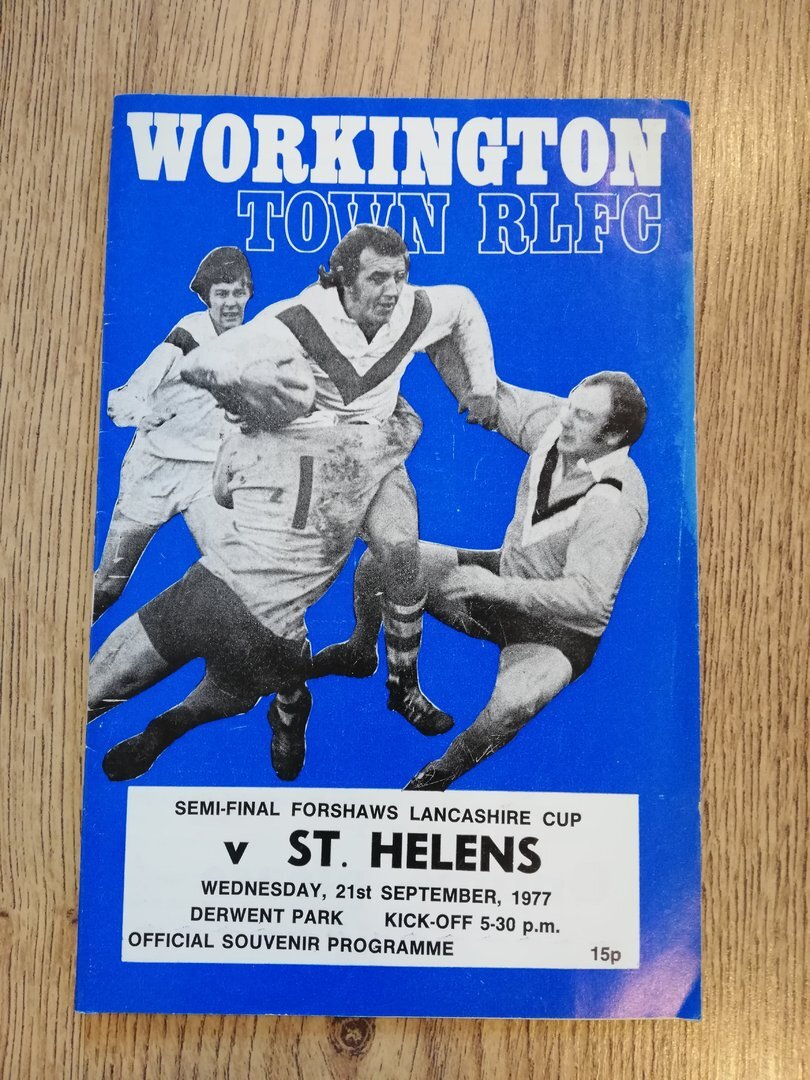 WORKINGTON
TOWN RLFC
SEMI-FINAL FORSHAWS LANCASHIRE CUP
v ST. HELENS
WEDNESDAY, 21st SEPTEMBER, 1977
DERWENT PARK KICK-OFF 5-30 p.m.
OFFICIAL SOUVENIR PROGRAMME 15p